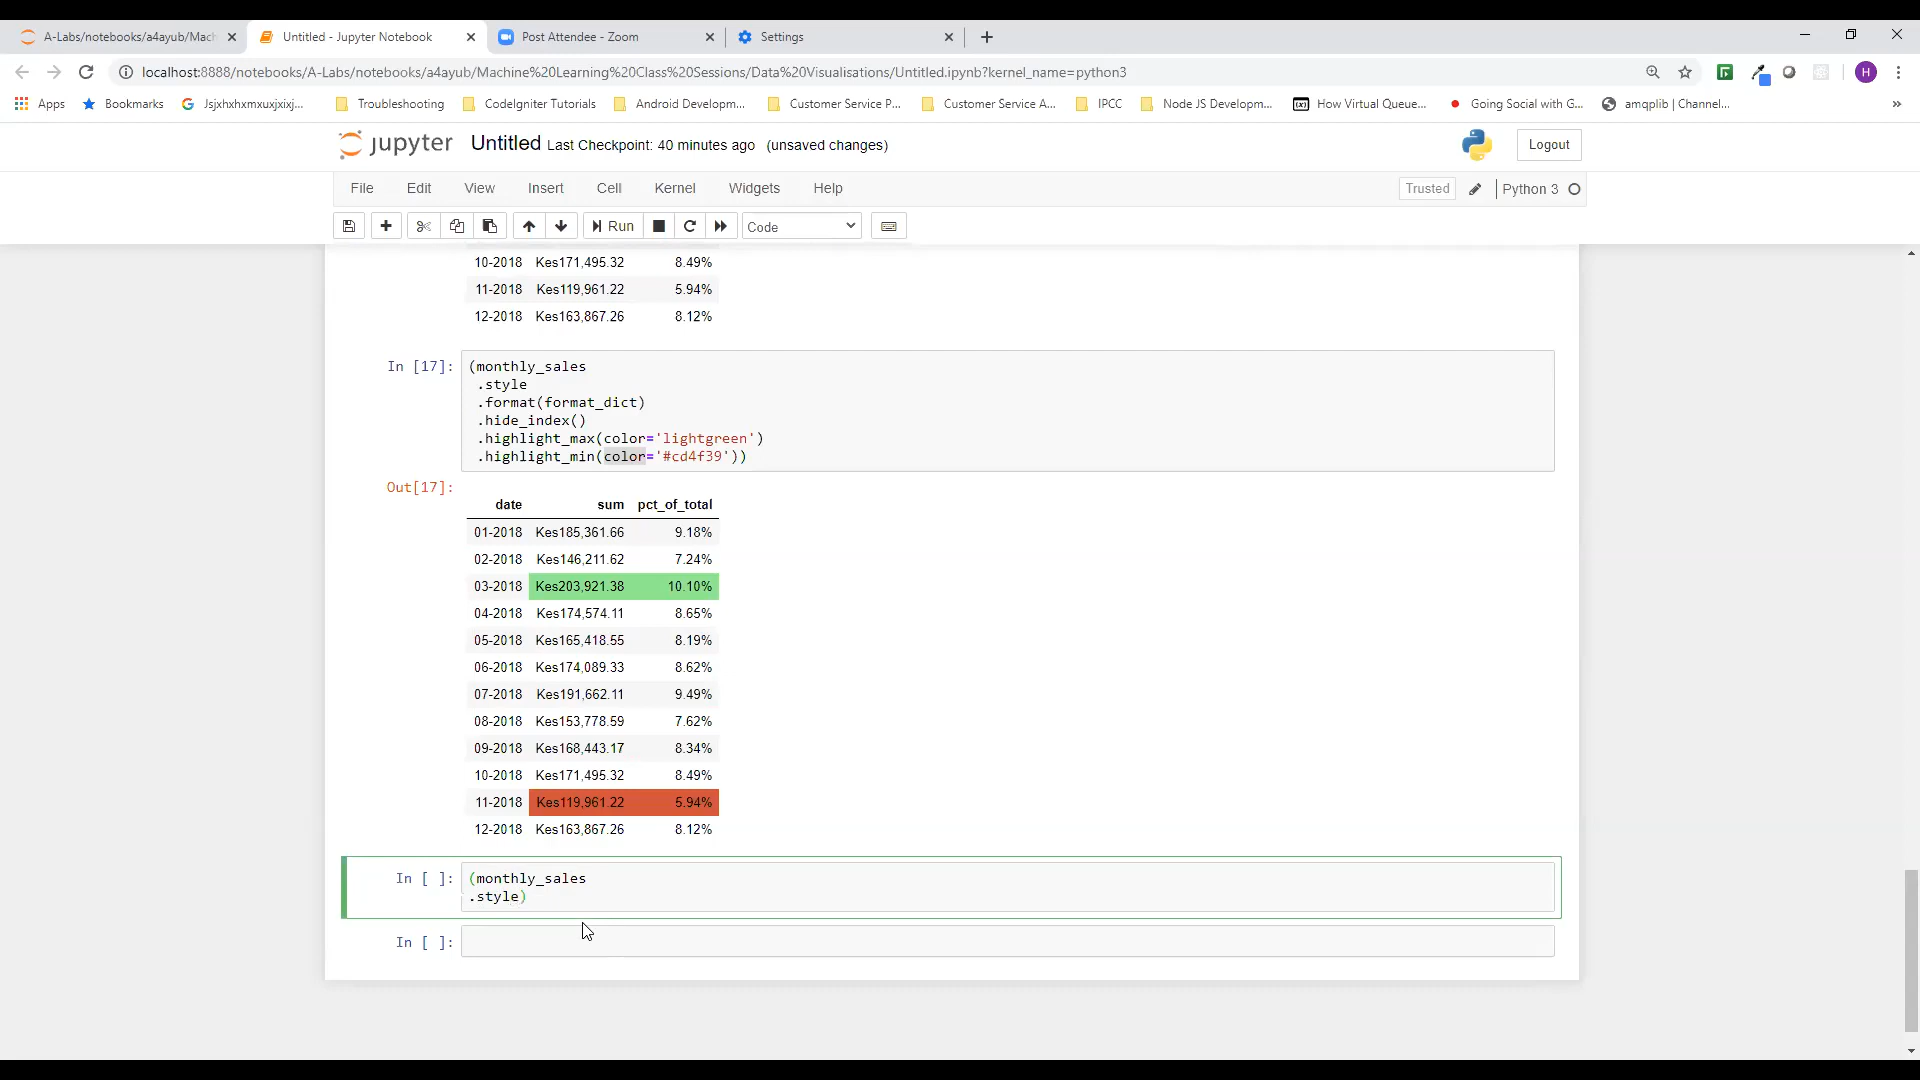 A-Labs/notebooks/a4ayub/Mach
Untitled - Jupyter Notebook
Post Attendee - Zoom
Settings
localhost:8888/notebooks/A-Labs/notebooks/a4ayub/Machine%20Learning%20Class%20Sessions/Data%20Visualisations/Untitled.ipynb?kernel_name=python3
H
Apps
Bookmarks
Jsjxhxhxmxuxjxixj...
Troubleshooting
CodeIgniter Tutorials
Android Developm...
Customer Service P...
Customer Service A...
IPCC
Node JS Developm...
How Virtual Queue...
Going Social with G...
amqplib | Channel...
jupyter
Untitled Last Checkpoint: 40 minutes ago (unsaved changes)
Logout
File Edit View Insert Cell Kernel Widgets Help
Trusted
Python 3
Run
Code
10-2018 Kes171,495.32 8.49%
11-2018 Kes119,961.22 5.94%
12-2018 Kes163,867.26 8.12%
In [17]:
(monthly_sales
.style
.format(format_dict)
.hide_index()
.highlight_max(color='lightgreen')
.highlight_min(color='#cd4f39'))
Out[17]:
date sum pct_of_total
01-2018 Kes185,361.66 9.18%
02-2018 Kes146,211.62 7.24%
03-2018 Kes203,921.38 10.10%
04-2018 Kes174,574.11 8.65%
05-2018 Kes165,418.55 8.19%
06-2018 Kes174,089.33 8.62%
07-2018 Kes191,662.11 9.49%
08-2018 Kes153,778.59 7.62%
09-2018 Kes168,443.17 8.34%
10-2018 Kes171,495.32 8.49%
11-2018 Kes119,961.22 5.94%
12-2018 Kes163,867.26 8.12%
In [ ]:
(monthly_sales
.style)
In [ ]: